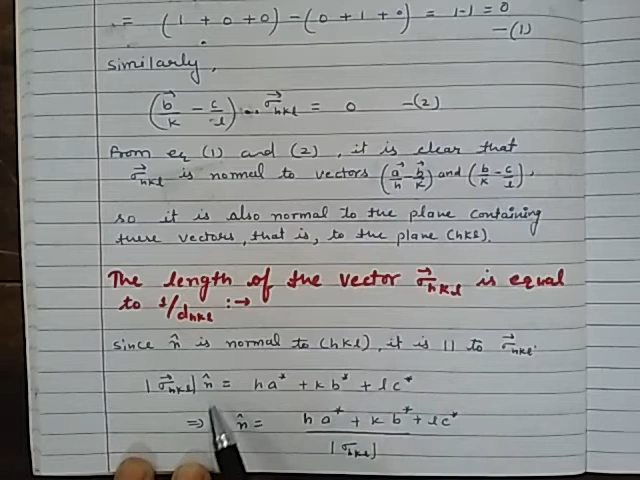 = (1 + 0 + 0) - (0 + 1 + 0) = 1-1 = 0
-(1)
similarly,
(b⃗/k - c/l) . σ⃗hkl = 0 -(2)
From eq (1) and (2), it is clear that
σ⃗hkl is normal to vectors (a⃗/h - b⃗/k) and (b/k - c/l),
so it is also normal to the plane containing
these vectors, that is, to the plane (hkl).
The length of the vector σ⃗hkl is equal
to 1/dhkl :→
since n̂ is normal to (hkl), it is || to σ⃗hkl.
|σ⃗hkl| n̂ = ha* + kb* + lc*
⇒ n̂ = ha* + kb* + lc*
|σhkl|